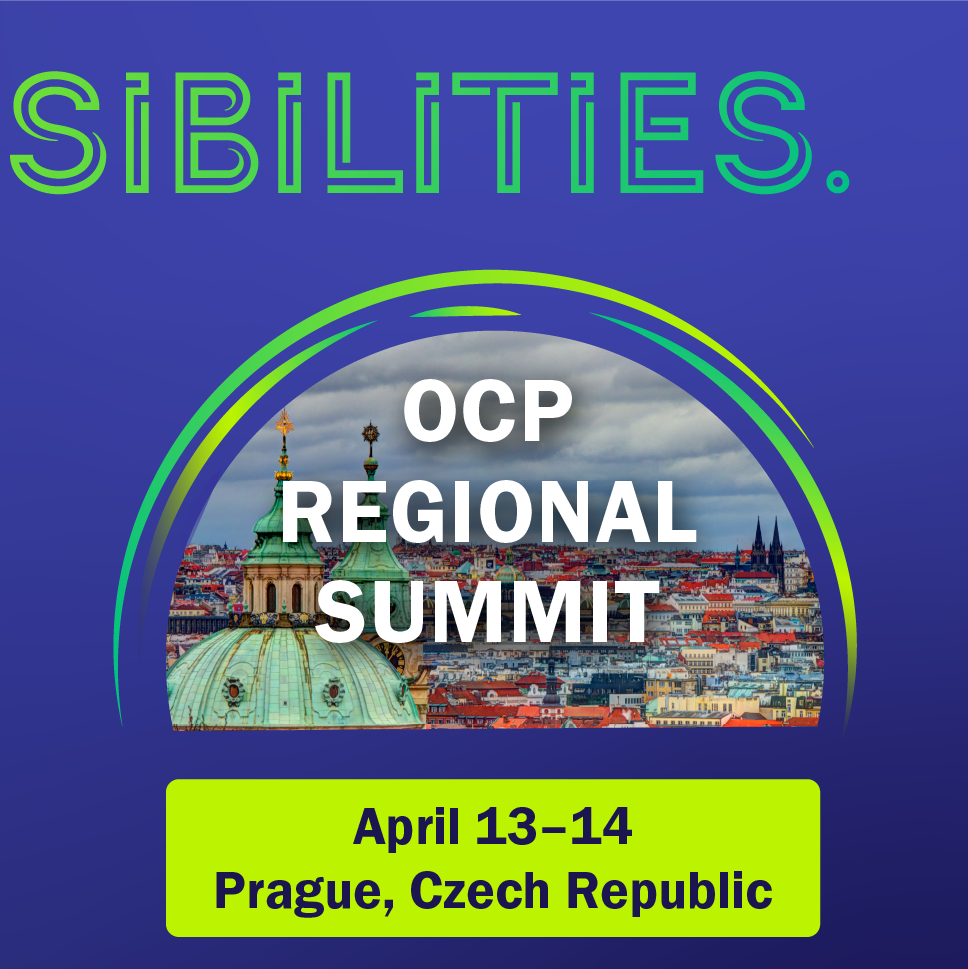 SIBILITIES.
OCP
REGIONAL
SUMMIT
April 13–14
Prague, Czech Republic